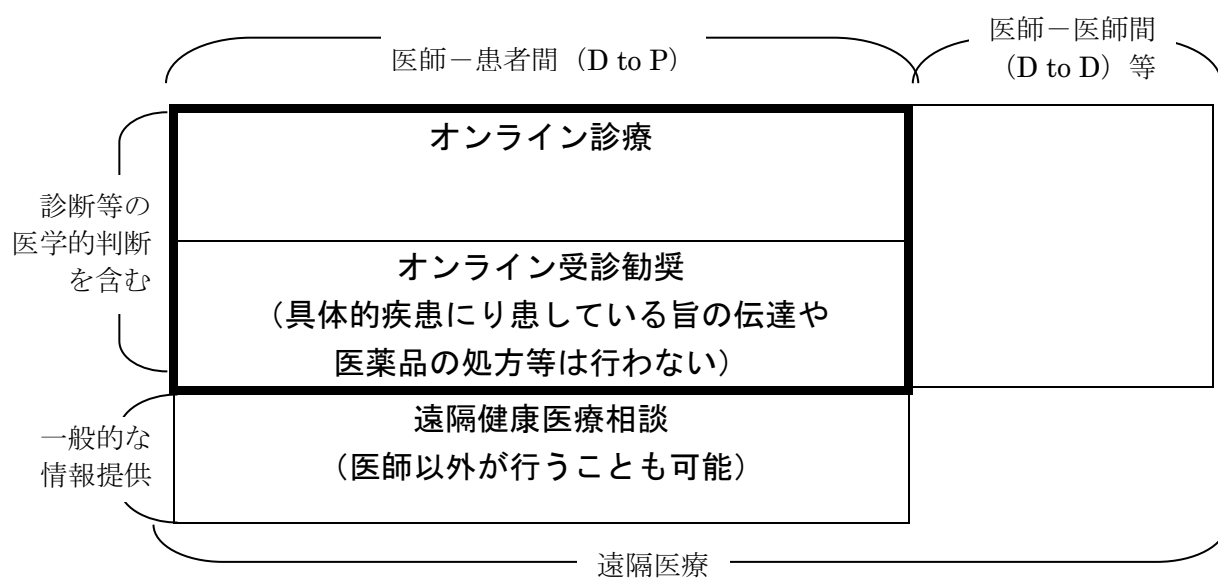 医師－患者間（D to P）
医師－医師間
（D to D）等
オンライン診療
診断等の
医学的判断
を含む
オンライン受診勧奨
（具体的疾患にり患している旨の伝達や
医薬品の処方等は行わない）
一般的な
情報提供
遠隔健康医療相談
（医師以外が行うことも可能）
遠隔医療